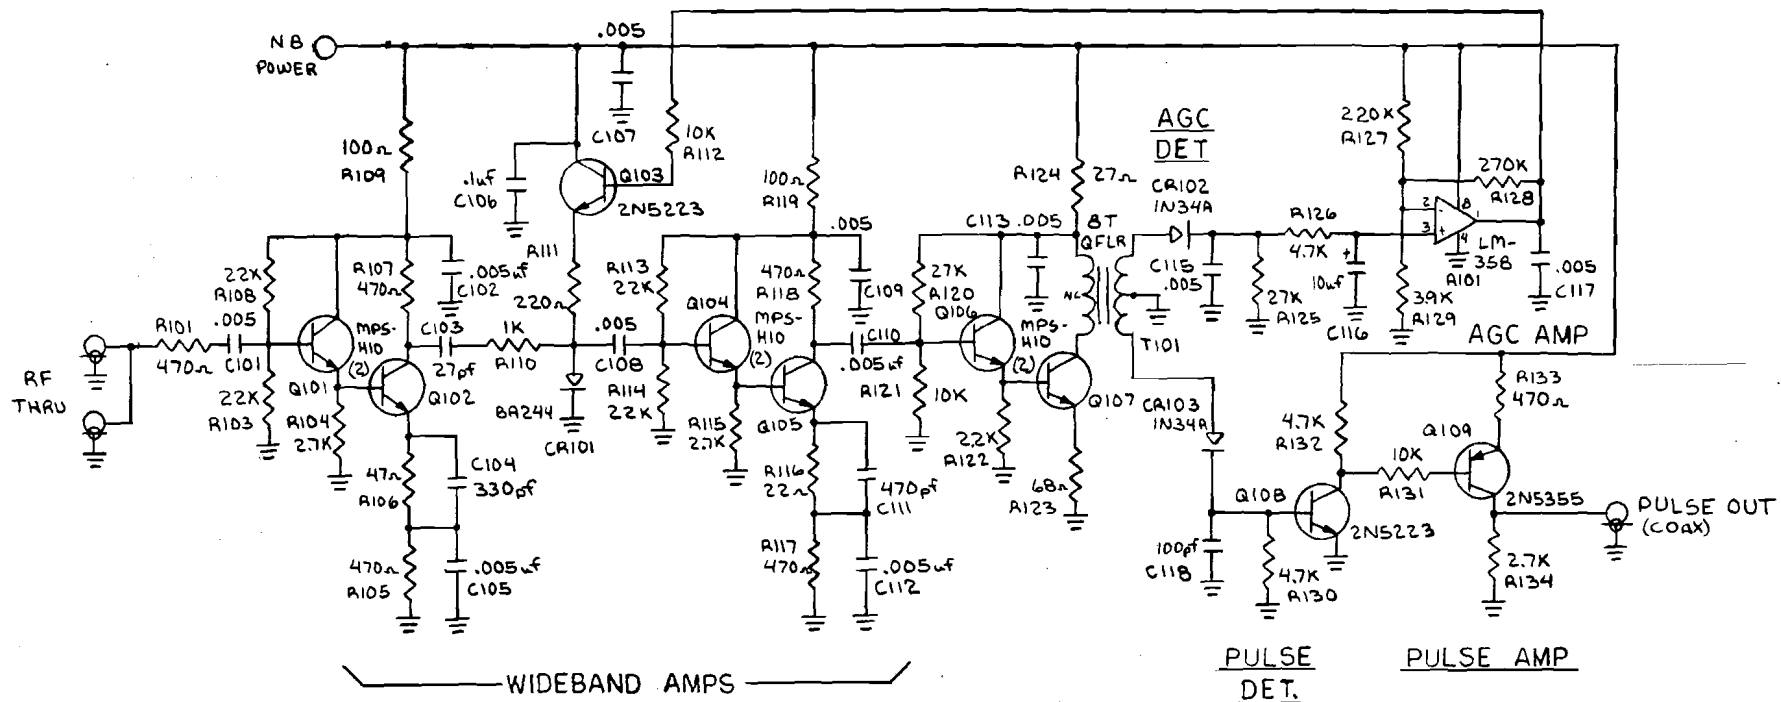 NB
POWER
.005
C107
100Ω
R109
.1uf
C106
Q103
2N5223
10K
R112
100Ω
R119
R124
27Ω
AGC
DET
CR102
1N34A
220K
R127
270K
R128
2
-
3
+
8
1
4
LM-
358
R101
R126
4.7K
8T
QFLR
C113 .005
.005
R111
220Ω
22K
R108
R107
470Ω
.005uf
C102
R113
22K
470Ω
R118
C109
27K
R120
Q106
NC
T101
C115
.005
27K
R125
10uf
+
C116
39K
R129
.005
C117
AGC AMP
RF
THRU
R101
470Ω
.005
C101
MPS-
H10
(2)
Q101
Q102
C103
27pf
1K
R110
.005
C108
Q104
MPS-
H10
(2)
Q105
C110
.005uf
MPS-
H10
(2)
Q107
22K
R103
R104
2.7K
BA244
CR101
R114
22K
R115
2.7K
R121
10K
2.2K
R122
68Ω
R123
CR103
1N34A
47Ω
R106
C104
330pf
R116
22Ω
470pf
C111
470Ω
R105
.005uf
C105
R117
470Ω
.005uf
C112
4.7K
R132
R133
470Ω
Q109
10K
R131
2N5355
Q108
2N5223
PULSE OUT
(COAX)
100pf
C118
4.7K
R130
2.7K
R134
WIDEBAND AMPS
PULSE
DET.
PULSE AMP